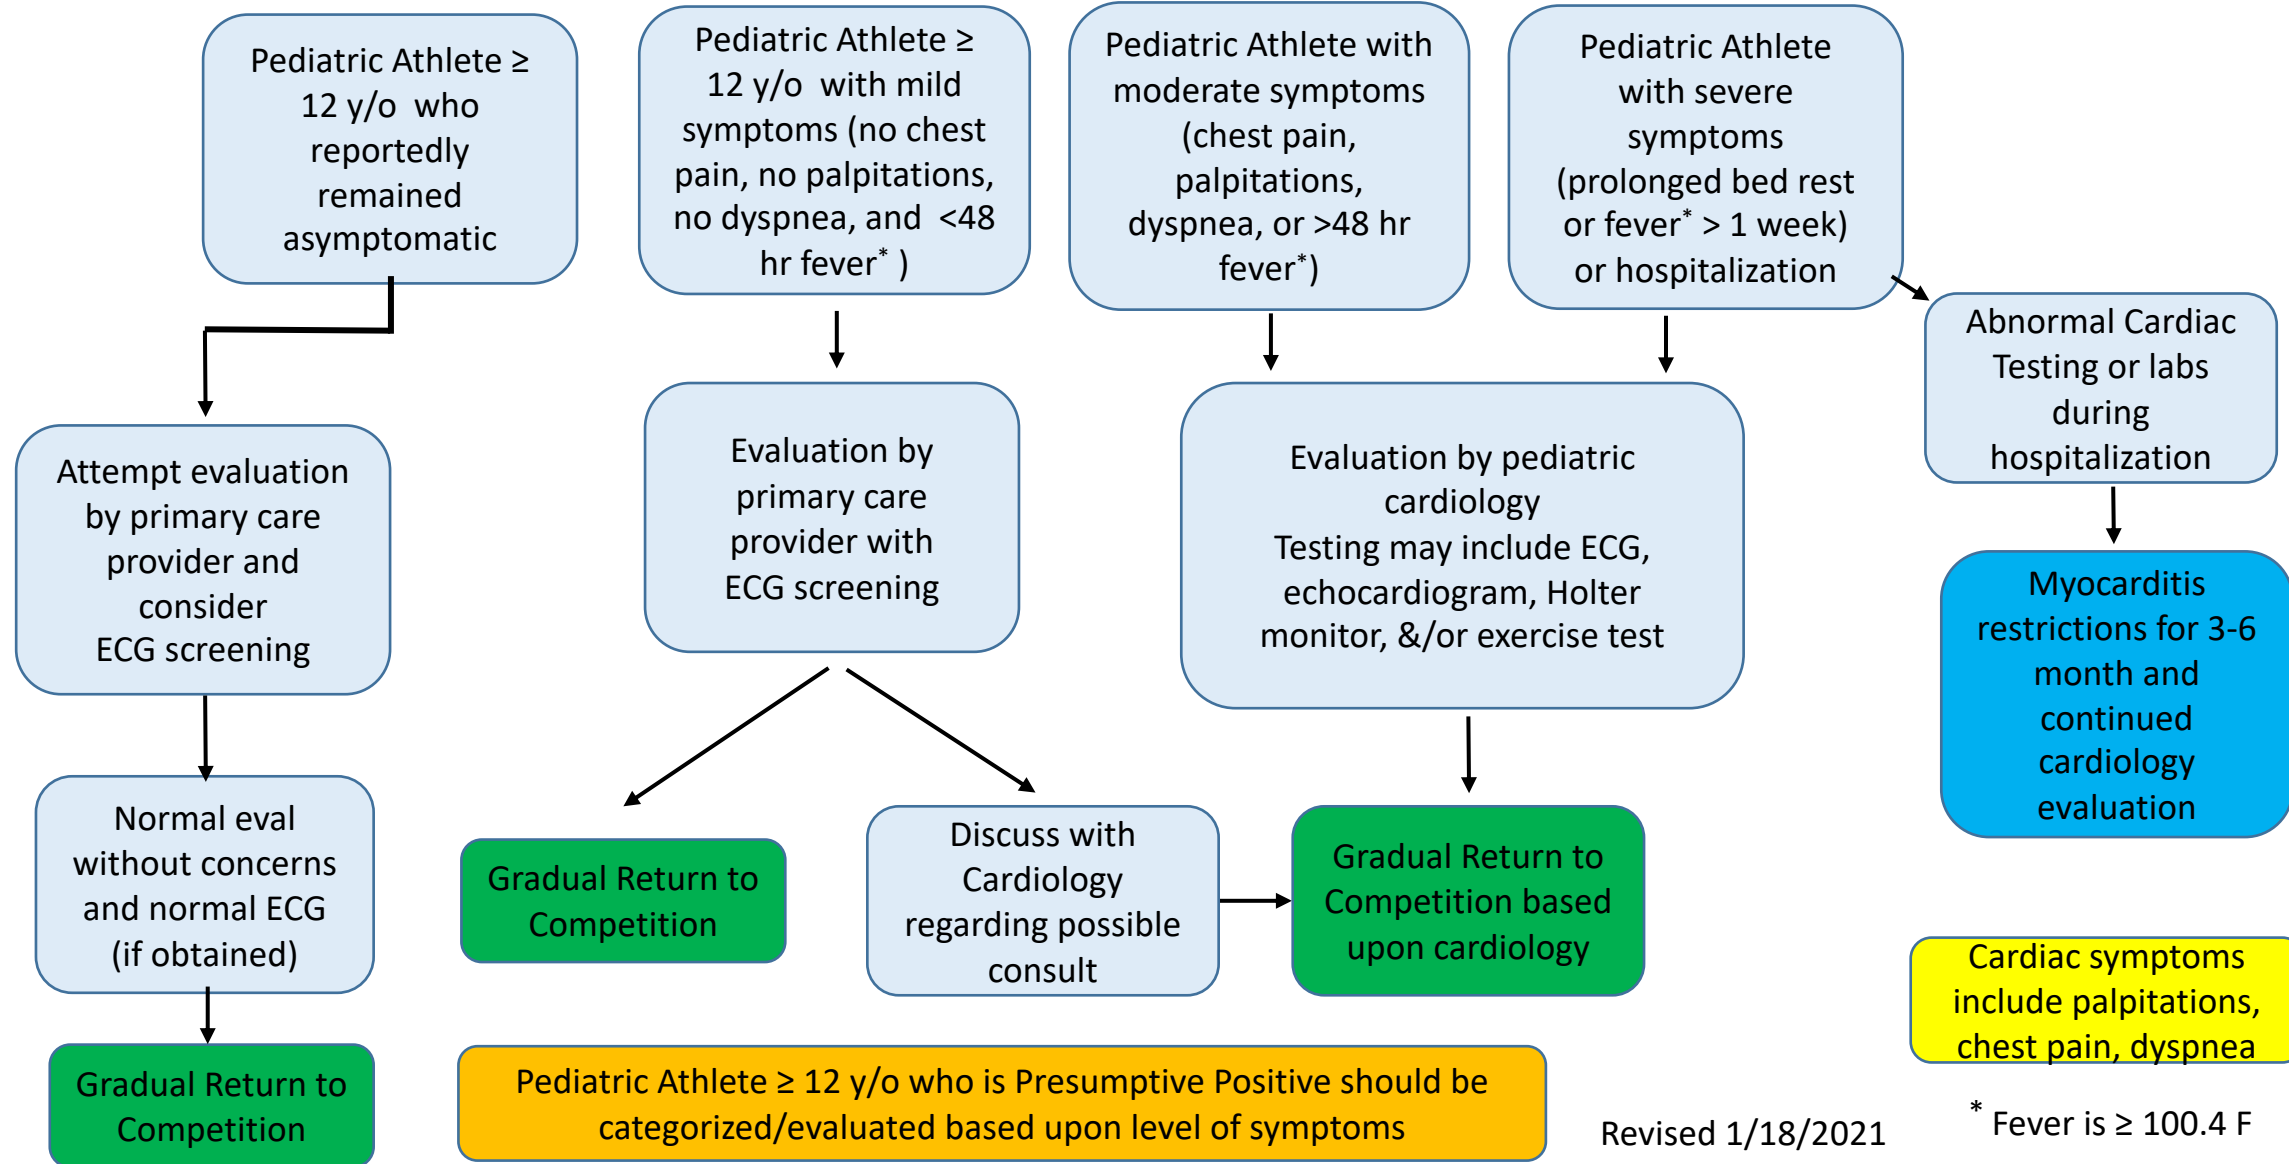 Pediatric Athlete ≥
12 y/o who
reportedly
remained
asymptomatic
Pediatric Athlete ≥
12 y/o with mild
symptoms (no chest
pain, no palpitations,
no dyspnea, and <48
hr fever* )
Pediatric Athlete with
moderate symptoms
(chest pain,
palpitations,
dyspnea, or >48 hr
fever*)
Pediatric Athlete
with severe
symptoms
(prolonged bed rest
or fever* > 1 week)
or hospitalization
Abnormal Cardiac
Testing or labs
during
hospitalization
Attempt evaluation
by primary care
provider and
consider
ECG screening
Evaluation by
primary care
provider with
ECG screening
Evaluation by pediatric
cardiology
Testing may include ECG,
echocardiogram, Holter
monitor, &/or exercise test
Myocarditis
restrictions for 3-6
month and
continued
cardiology
evaluation
Normal eval
without concerns
and normal ECG
(if obtained)
Gradual Return to
Competition
Discuss with
Cardiology
regarding possible
consult
Gradual Return to
Competition based
upon cardiology
Cardiac symptoms
include palpitations,
chest pain, dyspnea
Gradual Return to
Competition
Pediatric Athlete ≥ 12 y/o who is Presumptive Positive should be
categorized/evaluated based upon level of symptoms
Revised 1/18/2021
* Fever is ≥ 100.4 F